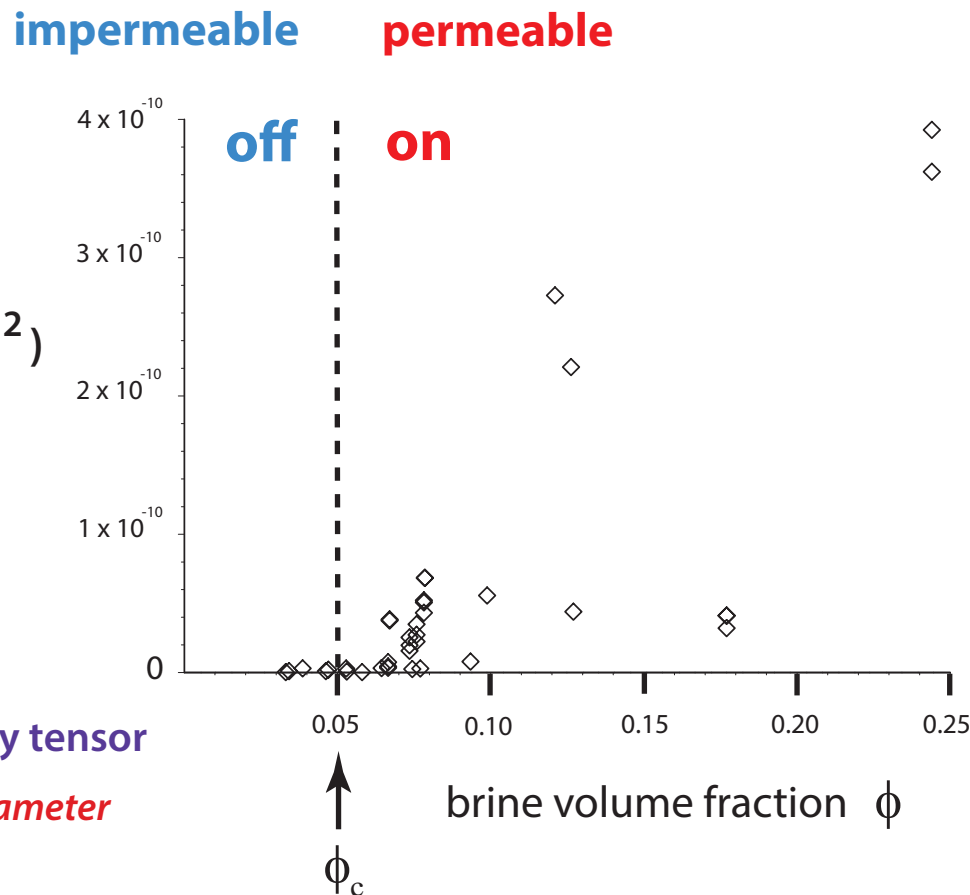 impermeable permeable
off on
4 x 10⁻¹⁰
3 x 10⁻¹⁰
2)
2 x 10⁻¹⁰
1 x 10⁻¹⁰
0
0.05 0.10 0.15 0.20 0.25
y tensor
ameter
brine volume fraction ϕ
ϕc